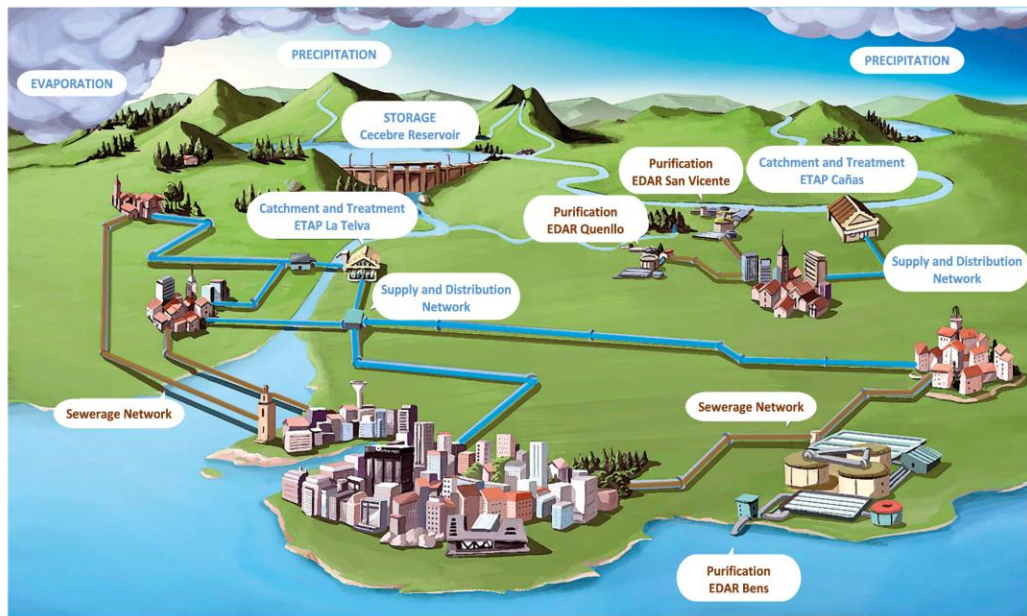 PRECIPITATION
PRECIPITATION
EVAPORATION
STORAGE
Cecebre Reservoir
Purification
EDAR San Vicente
Catchment and Treatment
ETAP Cañas
Catchment and Treatment
ETAP La Telva
Purification
EDAR Quenllo
Supply and Distribution
Network
Supply and Distribution
Network
Sewerage Network
Sewerage Network
Purification
EDAR Bens